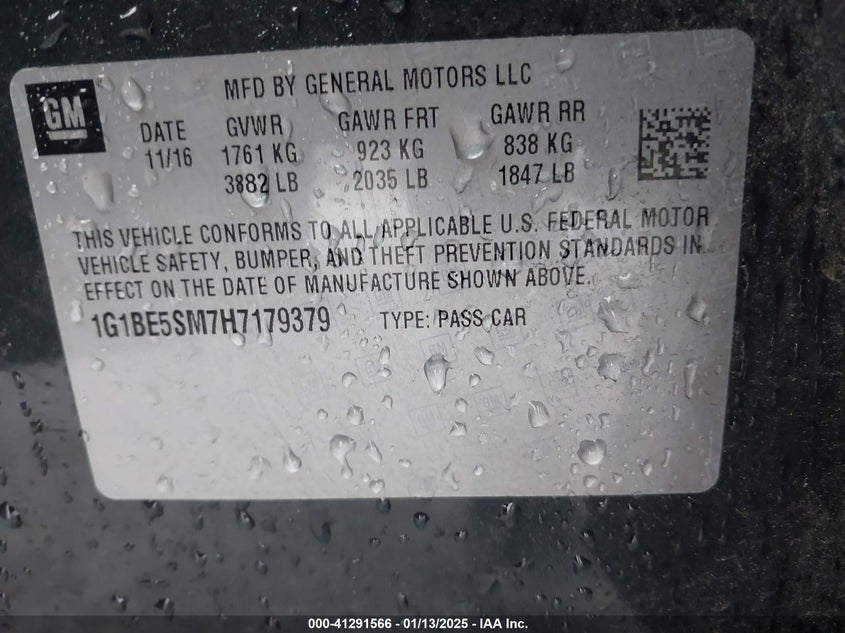 MFD BY GENERAL MOTORS LLC
GM
DATE GVWR GAWR FRT GAWR RR
11/16 1761 KG 923 KG 838 KG
3882 LB 2035 LB 1847 LB
THIS VEHICLE CONFORMS TO ALL APPLICABLE U.S. FEDERAL MOTOR
VEHICLE SAFETY, BUMPER, AND THEFT PREVENTION STANDARDS IN
EFFECT ON THE DATE OF MANUFACTURE SHOWN ABOVE.
1G1BE5SM7H7179379 TYPE: PASS CAR
000-41291566 - 01/13/2025 - IAA Inc.